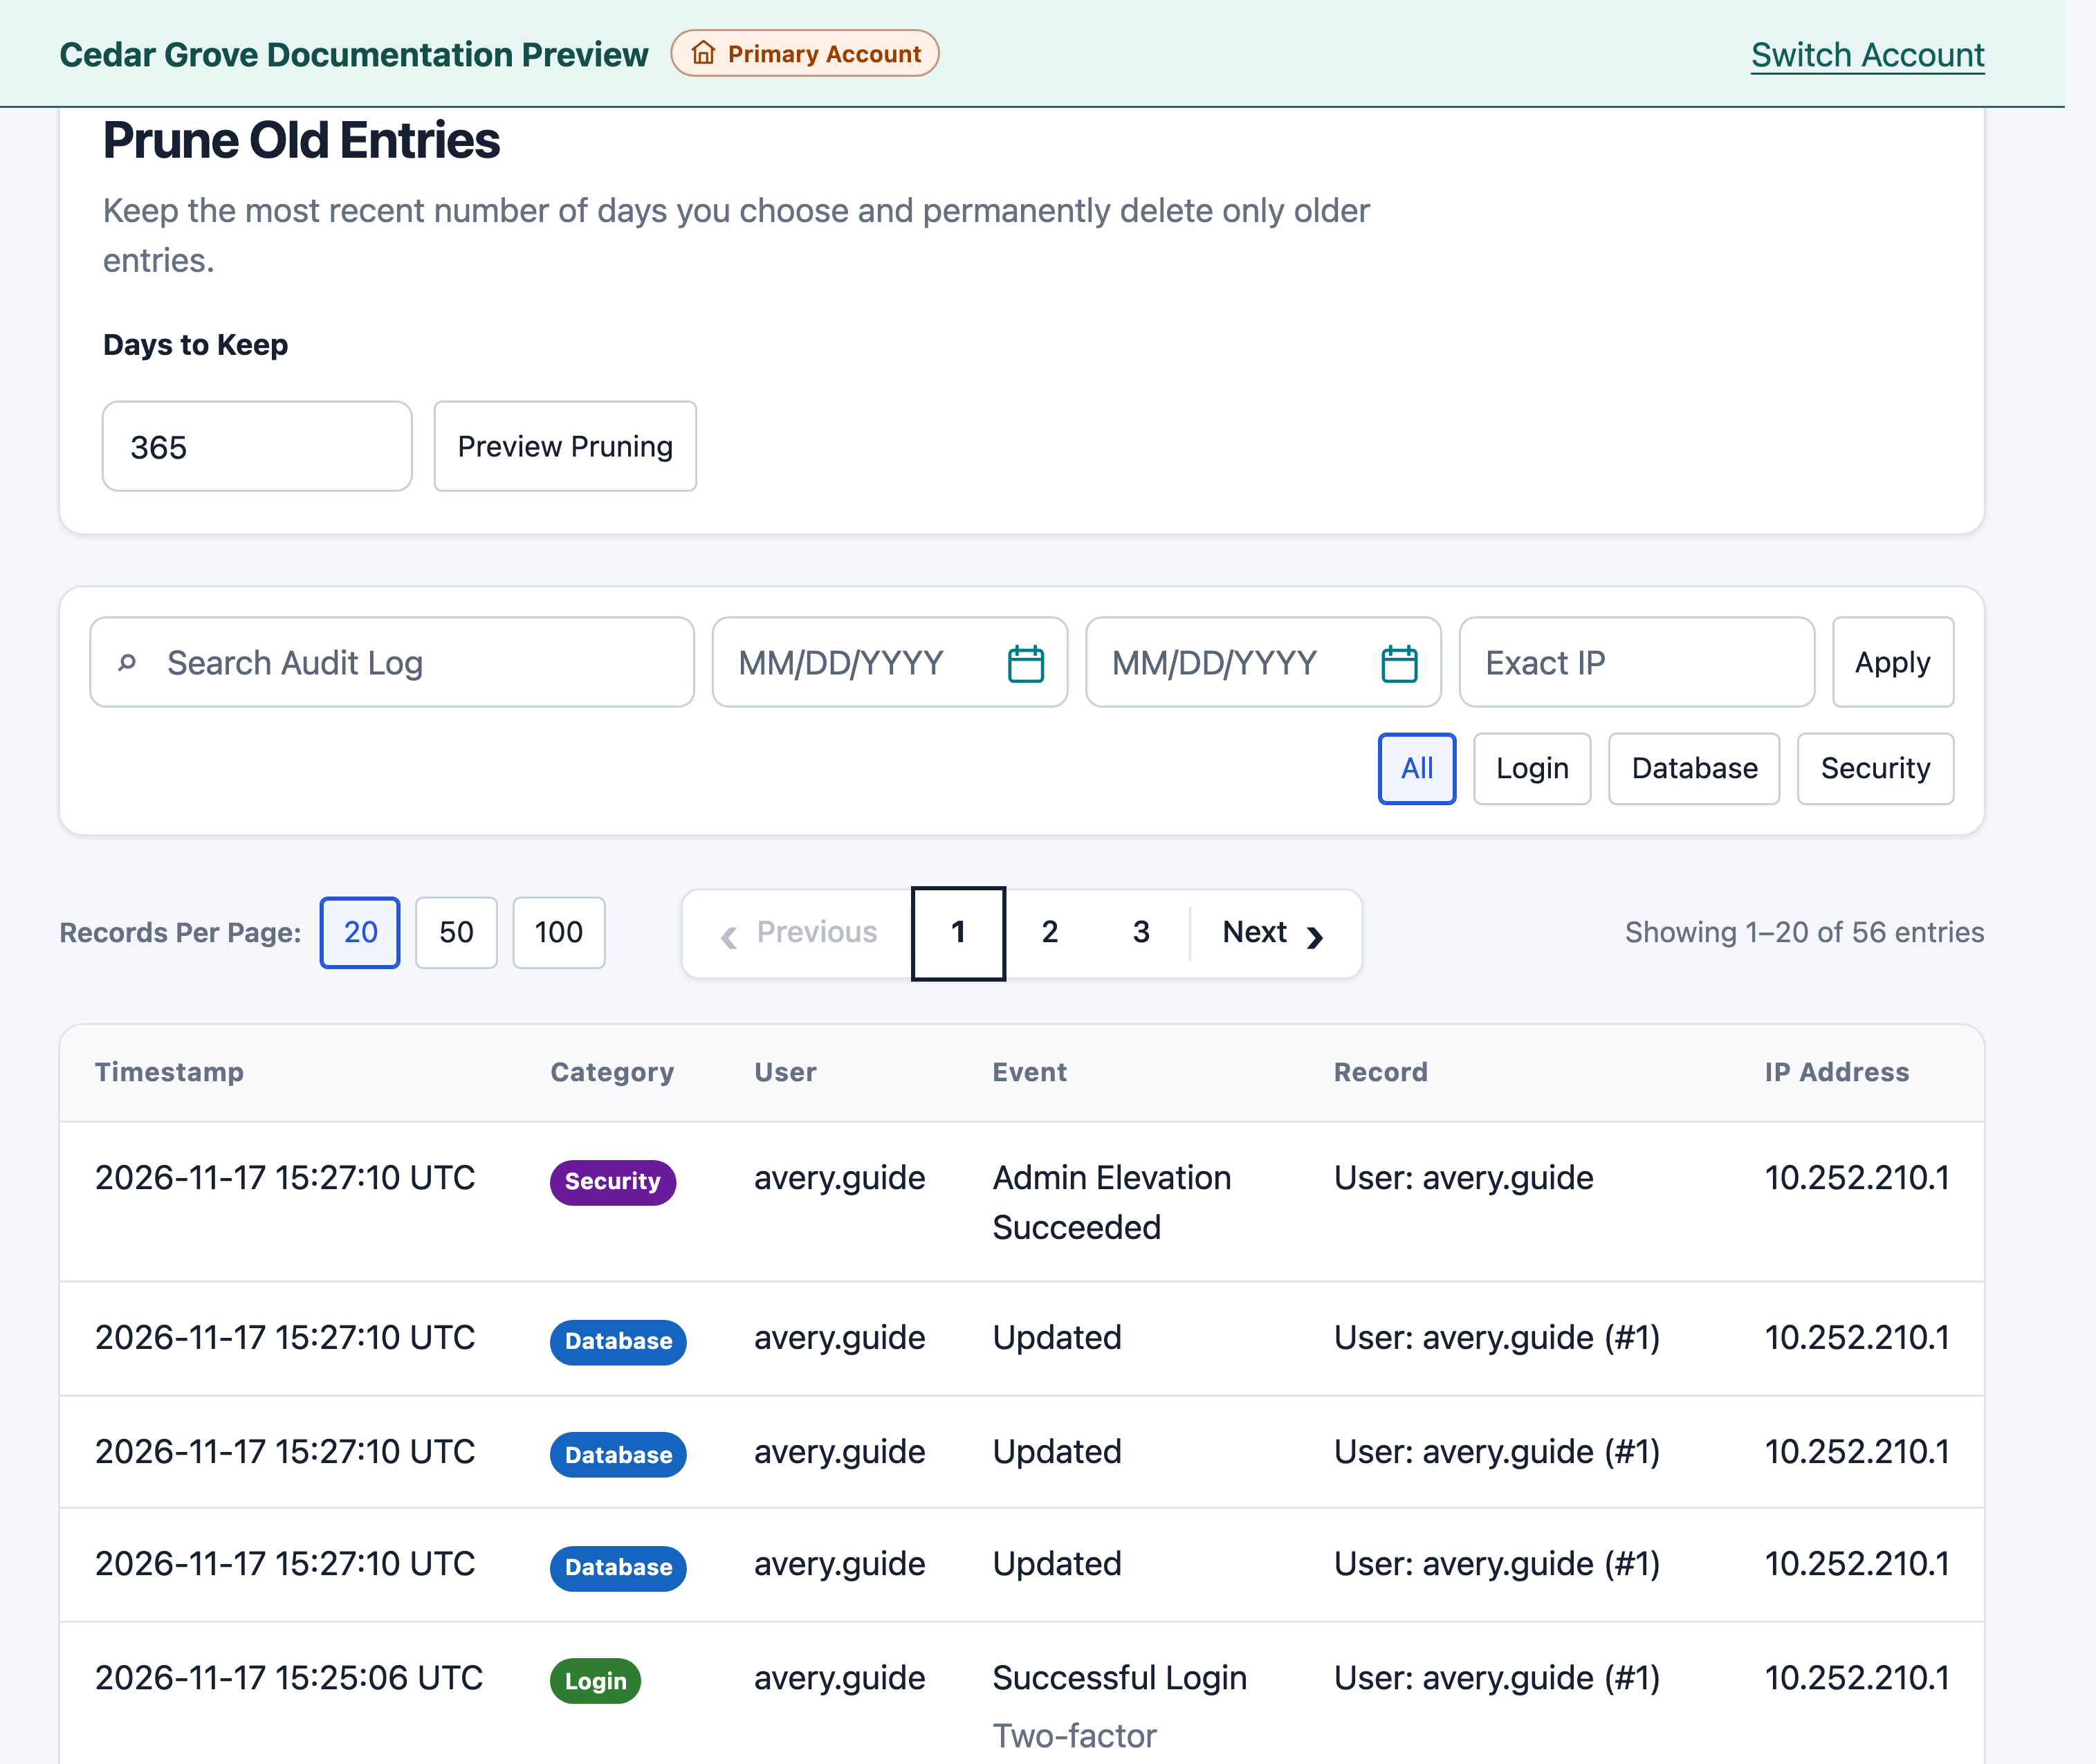 Cedar Grove Documentation Preview Primary Account Switch Account
Prune Old Entries
Keep the most recent number of days you choose and permanently delete only older
entries.
Days to Keep
365 Preview Pruning
Search Audit Log MM/DD/YYYY MM/DD/YYYY Exact IP Apply
All Login Database Security
Records Per Page: 20 50 100 ‹ Previous 1 2 3 Next › Showing 1–20 of 56 entries
Timestamp Category User Event Record IP Address
2026-11-17 15:27:10 UTC Security avery.guide Admin Elevation User: avery.guide 10.252.210.1
Succeeded
2026-11-17 15:27:10 UTC Database avery.guide Updated User: avery.guide (#1) 10.252.210.1
2026-11-17 15:27:10 UTC Database avery.guide Updated User: avery.guide (#1) 10.252.210.1
2026-11-17 15:27:10 UTC Database avery.guide Updated User: avery.guide (#1) 10.252.210.1
2026-11-17 15:25:06 UTC Login avery.guide Successful Login User: avery.guide (#1) 10.252.210.1
Two-factor